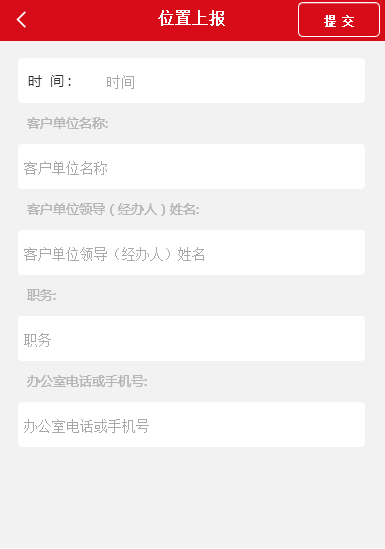 位置上报
提 交
时 间： 时间
客户单位名称:
客户单位名称
客户单位领导（经办人）姓名:
客户单位领导（经办人）姓名
职务:
职务
办公室电话或手机号:
办公室电话或手机号